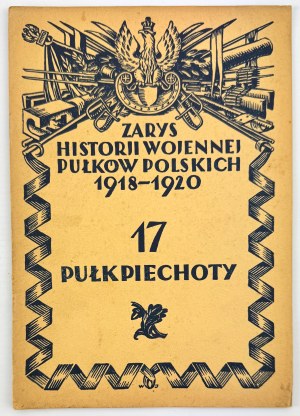 ZARYS
HISTORJI WOJENNEJ
PUŁKÓW POLSKICH
1918–1920
17
PUŁK PIECHOTY